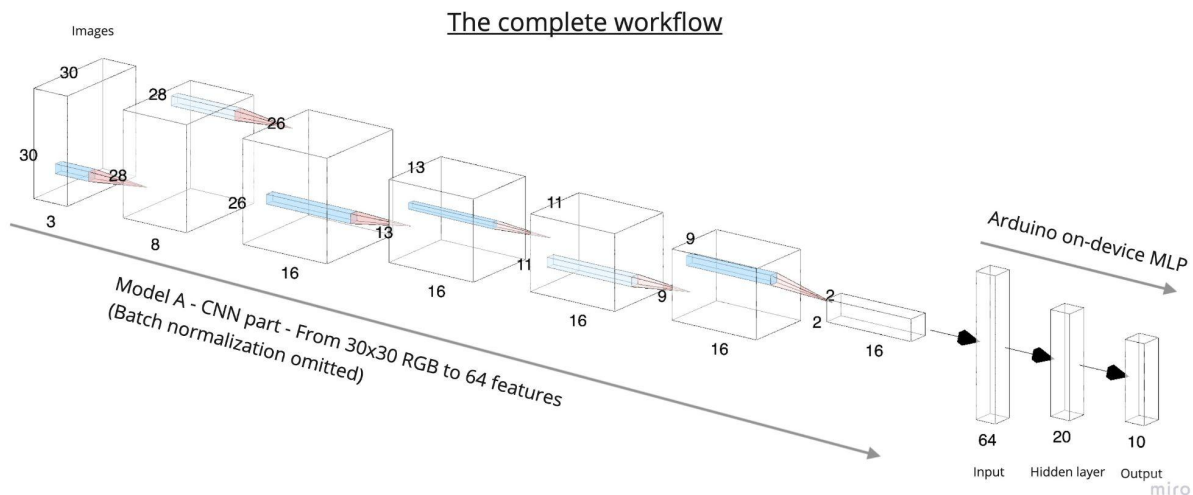 The complete workflow
Images
30
30
3
28
28
8
26
26
16
13
13
16
11
11
16
9
9
16
2
2
16
Model A - CNN part - From 30x30 RGB to 64 features
(Batch normalization omitted)
Arduino on-device MLP
64
20
10
Input
Hidden layer
Output
miro